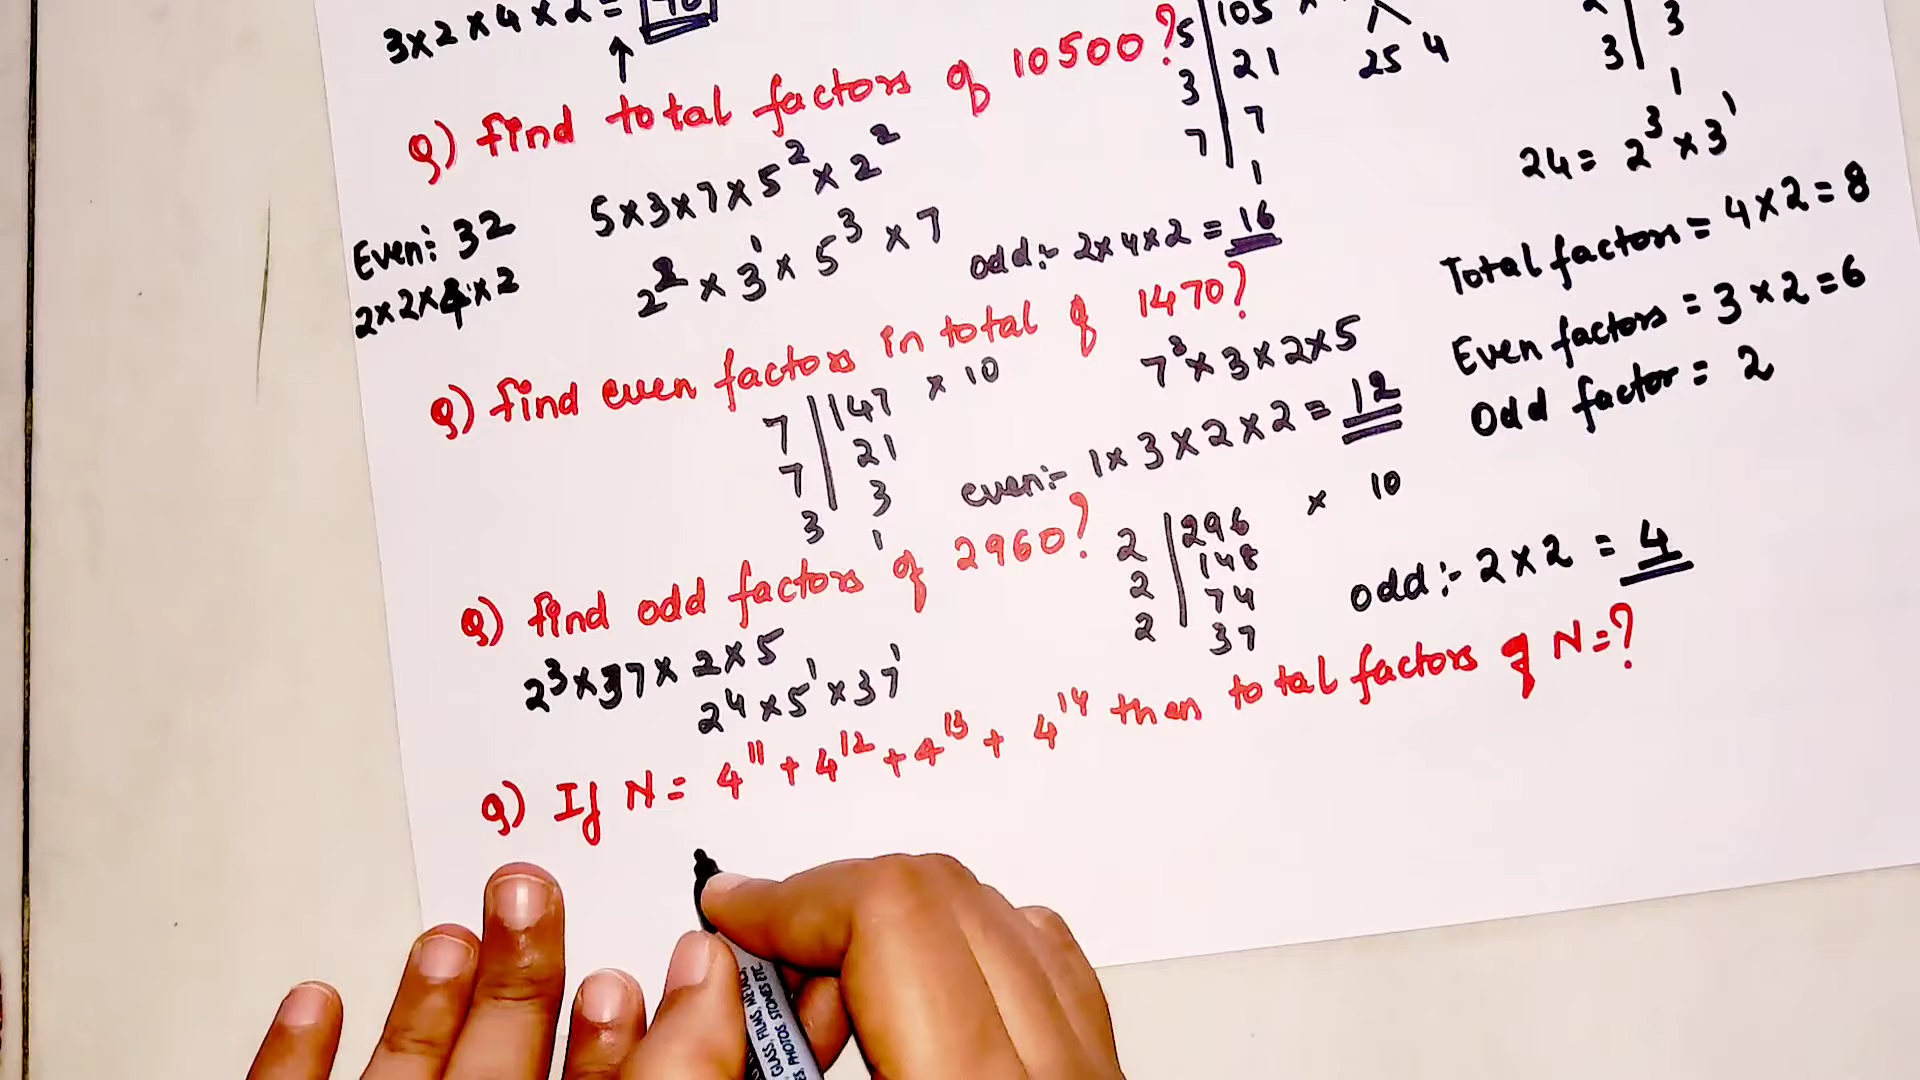 3×2×4×2=
↑
Q) find total factors of 10500?
5 | 105 ×
3 | 21
7 | 7
1
25 4
5×3×7×5²×2²
Even: 32
2×2×4×2
2²×3¹×5³×7
odd:- 2×4×2=16
3 | 3
1
24=2³×3¹
Total factors=4×2=8
Even factors=3×2=6
Odd factor=2
Q) find even factors in total of 1470?
7 | 147 × 10
7 | 21
3 | 3
1
7²×3×2×5
even:- 1×3×2×2=12
Q) find odd factors of 2960?
2 | 296 × 10
2 | 148
2 | 74
37
2³×37×2×5
2⁴×5¹×37¹
odd:- 2×2=4
Q) If N=4¹¹+4¹²+4¹³+4¹⁴ then total factors of N=?
GLASS, FILMS, METALS,
PHOTOS STONES ETC